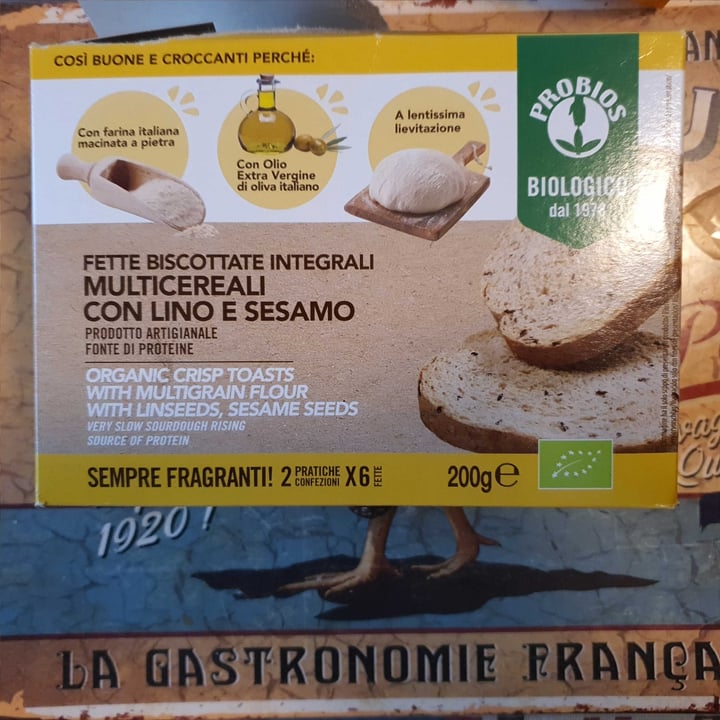 COSÌ BUONE E CROCCANTI PERCHÉ:
Con farina italiana
macinata a pietra
Con Olio
Extra Vergine
di oliva italiano
A lentissima
lievitazione
PROBIOS
BIOLOGICO
dal 1978
FETTE BISCOTTATE INTEGRALI
MULTICEREALI
CON LINO E SESAMO
PRODOTTO ARTIGIANALE
FONTE DI PROTEINE
ORGANIC CRISP TOASTS
WITH MULTIGRAIN FLOUR
WITH LINSEEDS, SESAME SEEDS
VERY SLOW SOURDOUGH RISING
SOURCE OF PROTEIN
SEMPRE FRAGRANTI! 2 PRATICHE CONFEZIONI X6 FETTE
200g e
1920 !
LA GASTRONOMIE FRANÇA